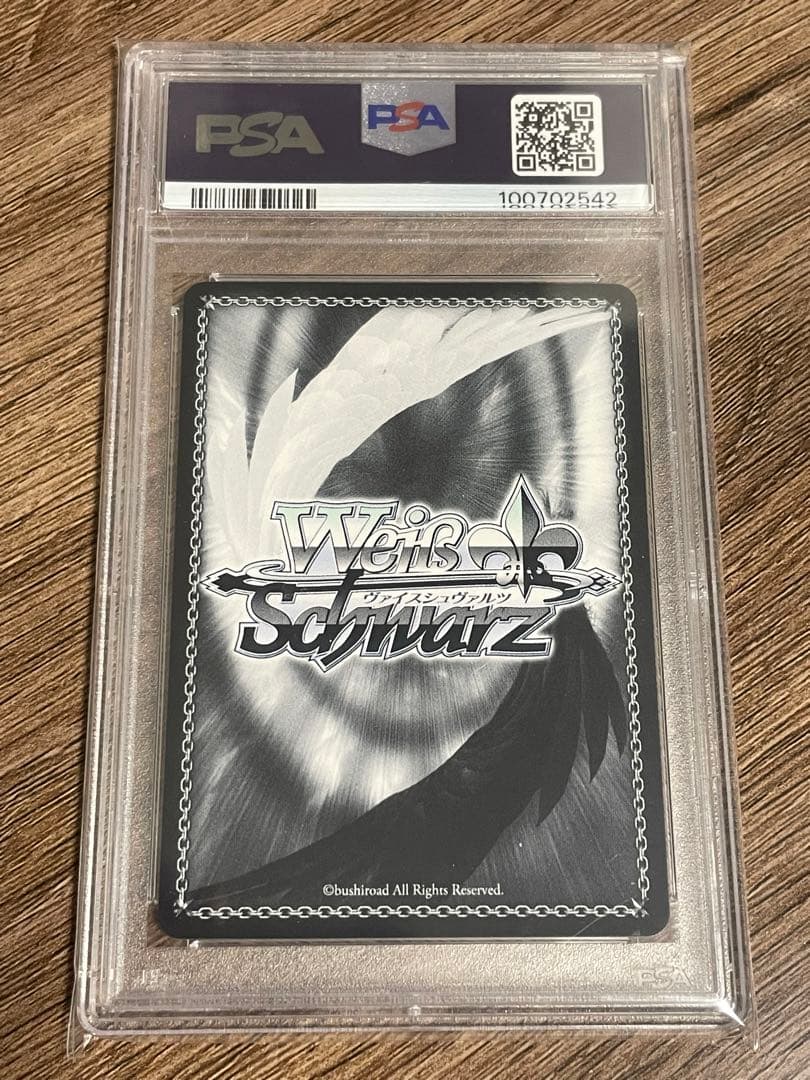 PSA
PSA
100702542
Weiß
ヴァイスシュヴァルツ
Schwarz
©bushiroad All Rights Reserved.
PSA